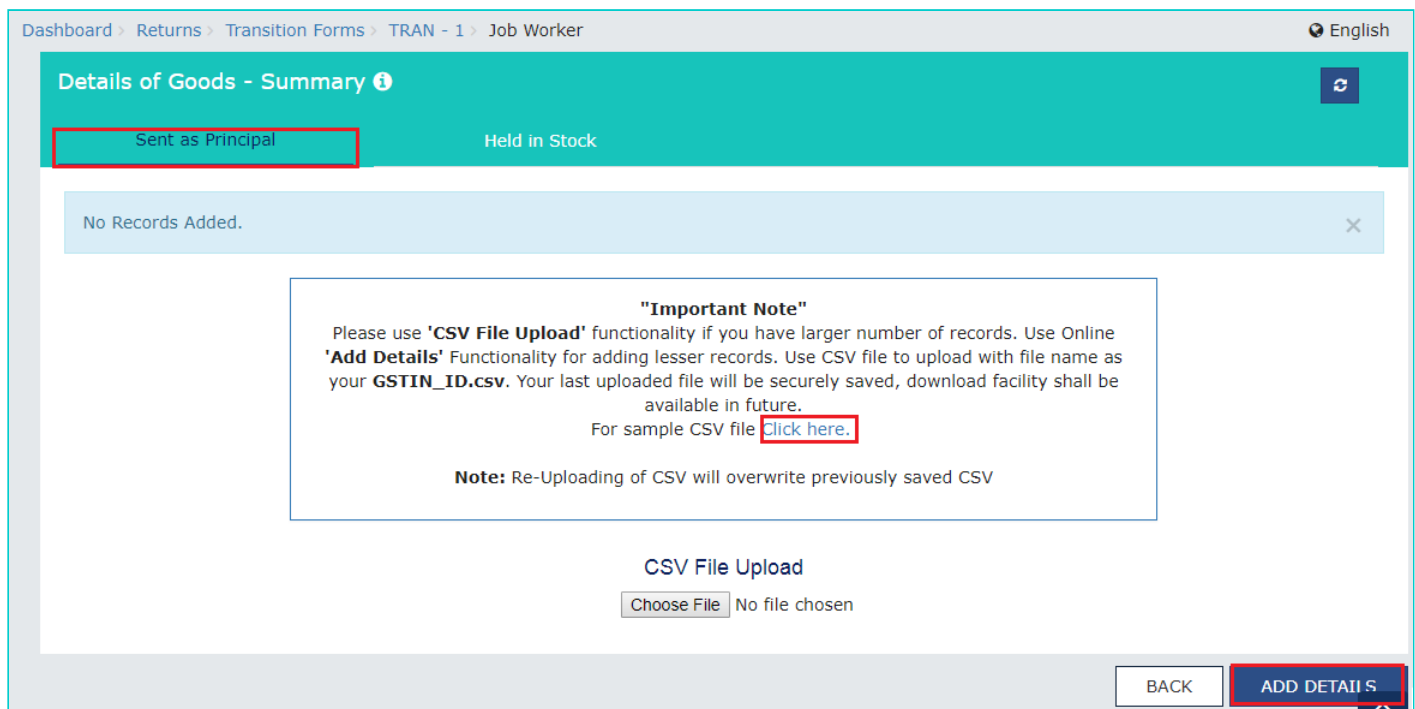 Dashboard > Returns > Transition Forms > TRAN - 1 > Job Worker English
Details of Goods - Summary
Sent as Principal Held in Stock
No Records Added.
"Important Note"
Please use 'CSV File Upload' functionality if you have larger number of records. Use Online
'Add Details' Functionality for adding lesser records. Use CSV file to upload with file name as
your GSTIN_ID.csv. Your last uploaded file will be securely saved, download facility shall be
available in future.
For sample CSV file Click here.
Note: Re-Uploading of CSV will overwrite previously saved CSV
CSV File Upload
Choose File No file chosen
BACK ADD DETAILS